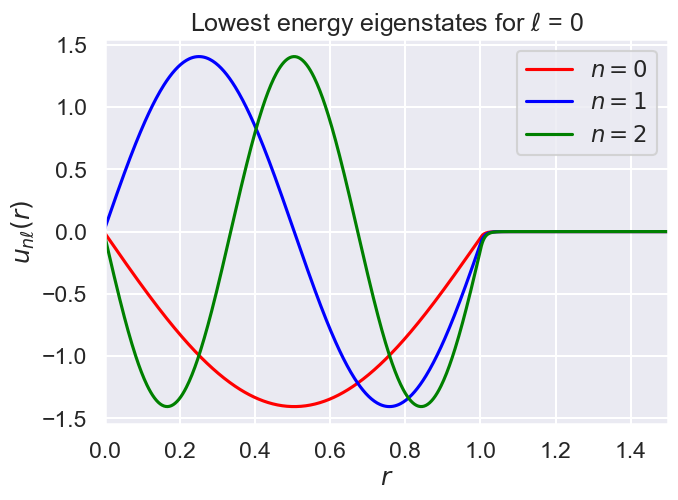 Lowest energy eigenstates for ℓ = 0
1.5
1.0
0.5
0.0
−0.5
−1.0
−1.5
uₙℓ(r)
n = 0
n = 1
n = 2
0.0 0.2 0.4 0.6 0.8 1.0 1.2 1.4
r